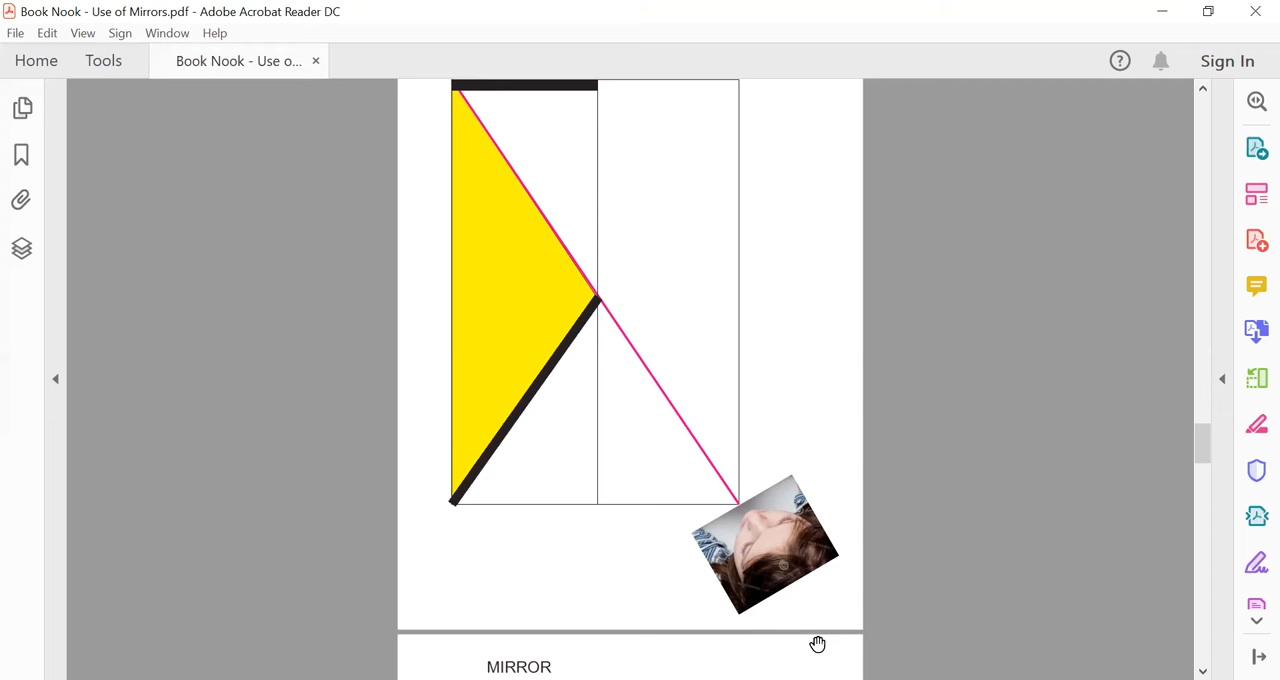 Book Nook - Use of Mirrors.pdf - Adobe Acrobat Reader DC
File Edit View Sign Window Help
Home Tools Book Nook - Use o... × Sign In
MIRROR